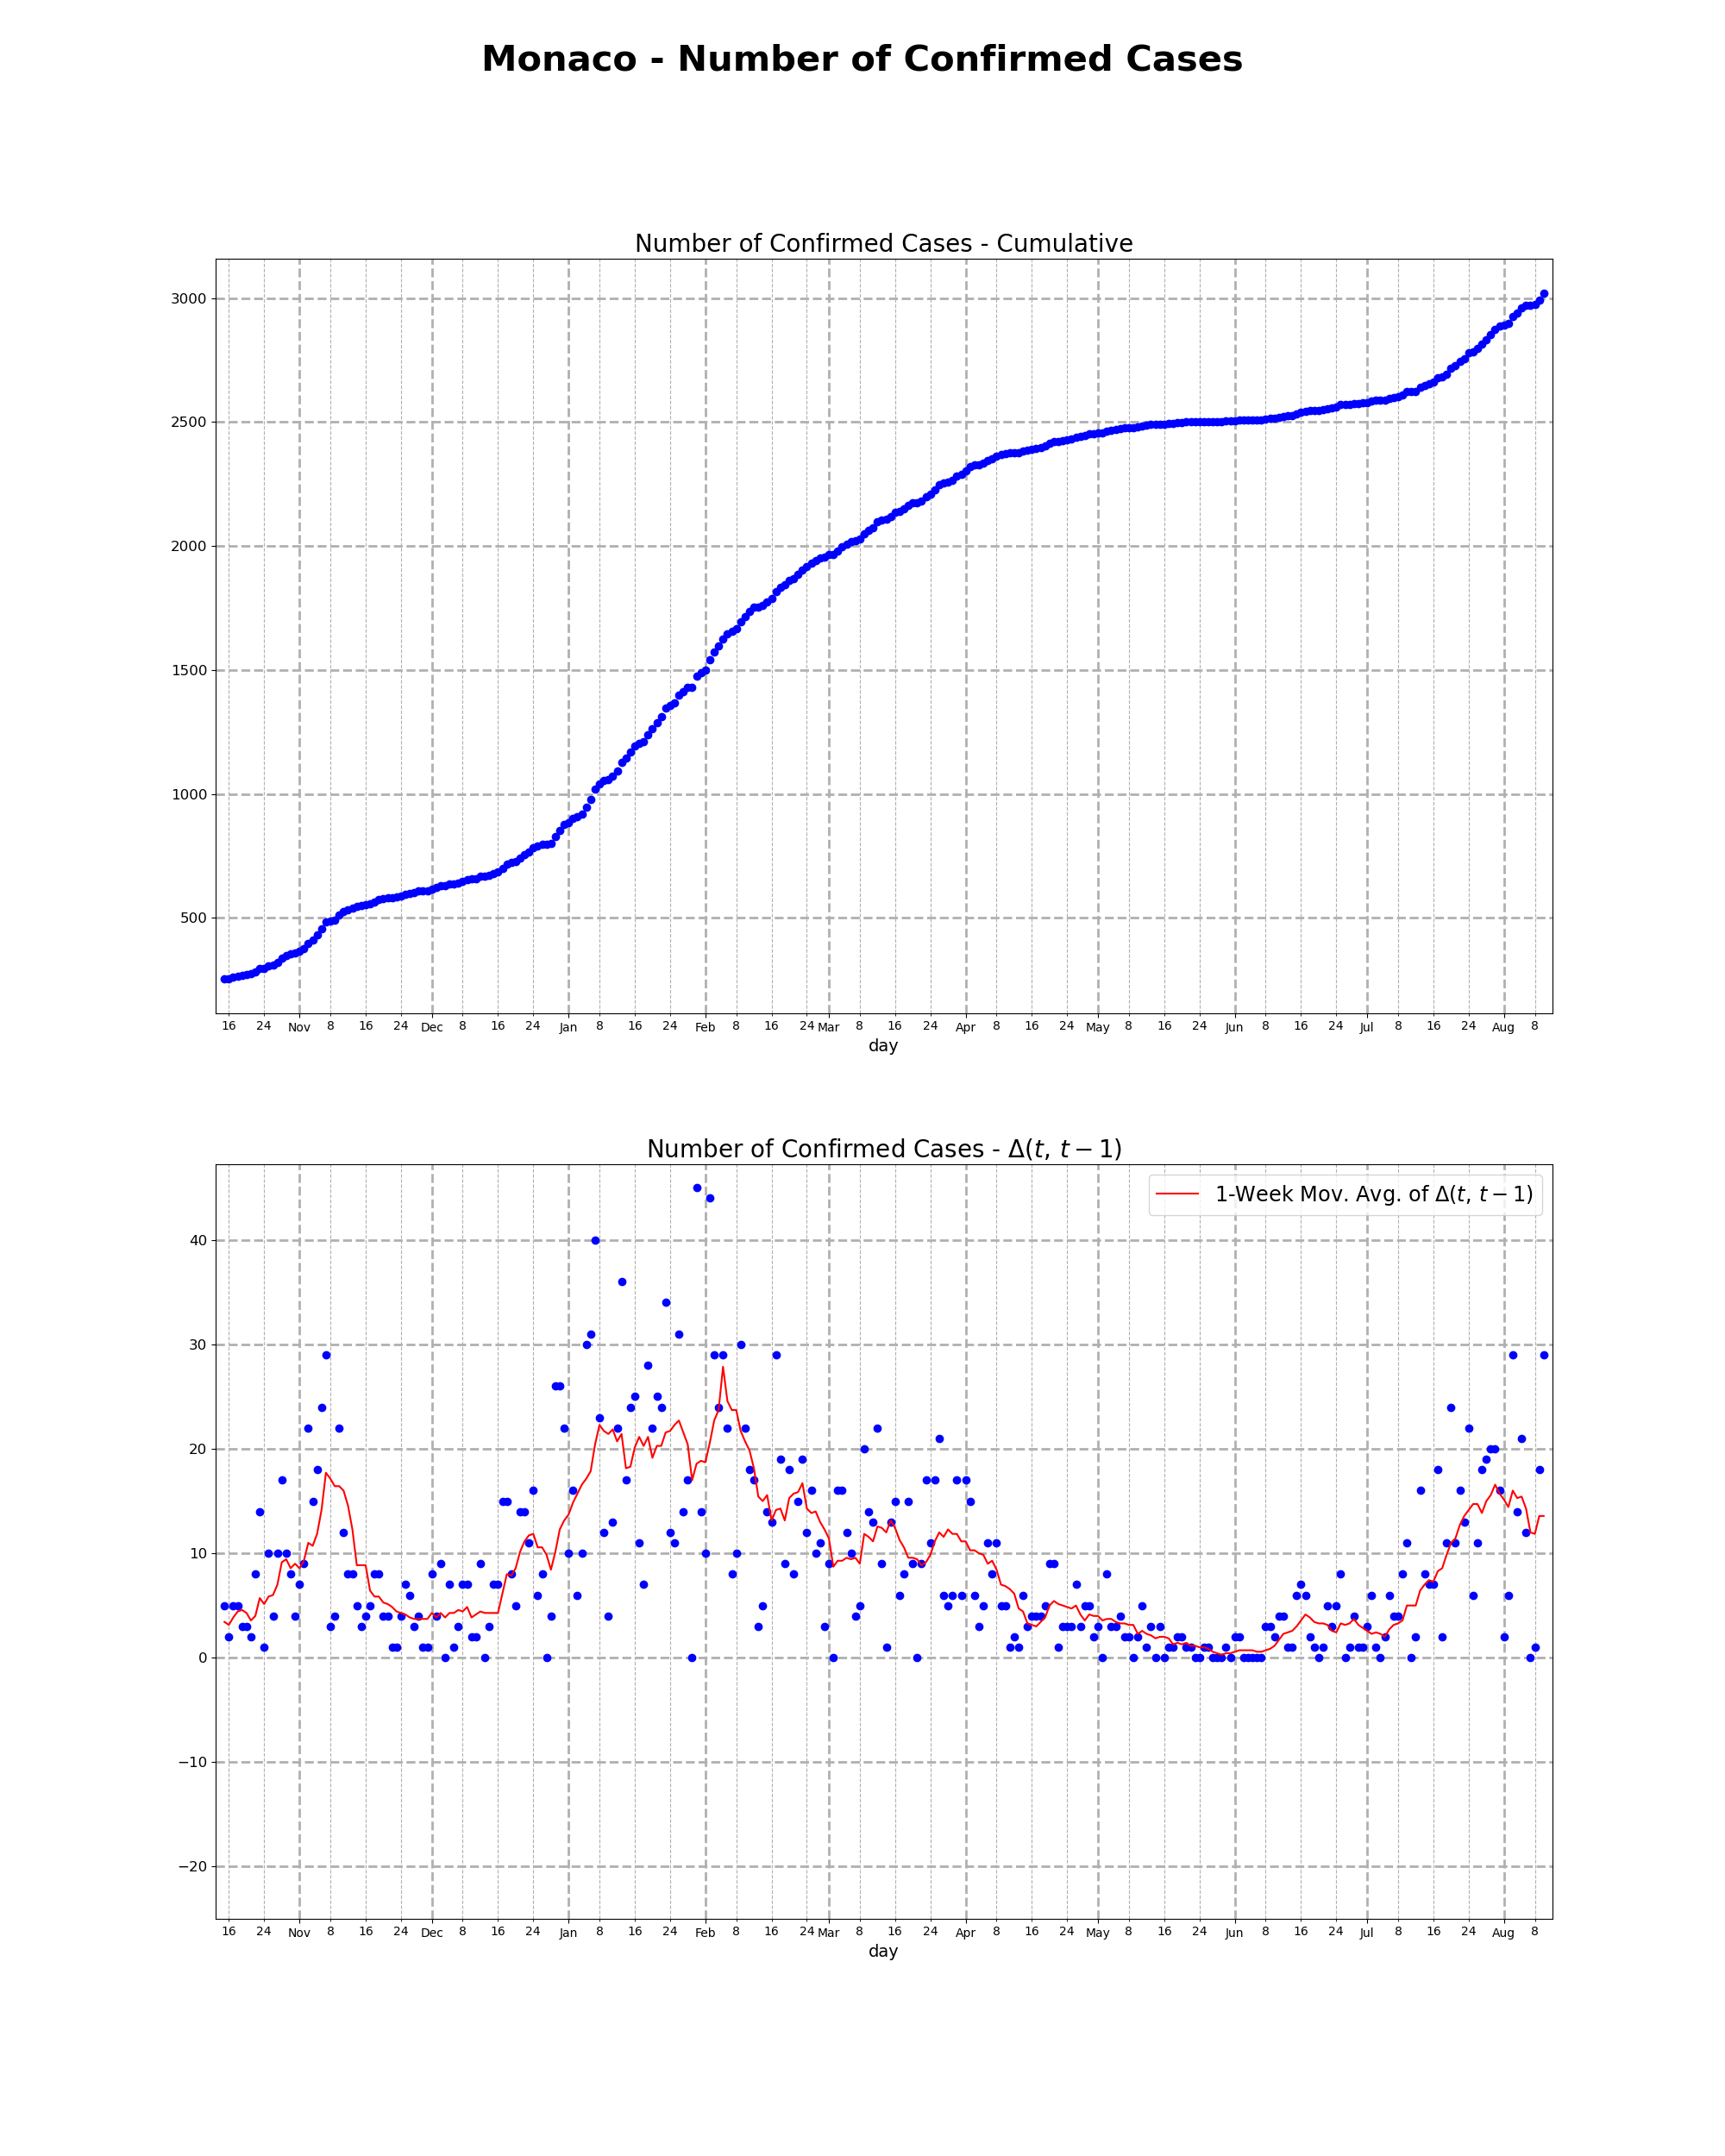 Monaco - Number of Confirmed Cases
Number of Confirmed Cases - Cumulative
3000
2500
2000
1500
1000
500
16 24 Nov 8 16 24 Dec 8 16 24 Jan 8 16 24 Feb 8 16 24 Mar 8 16 24 Apr 8 16 24 May 8 16 24 Jun 8 16 24 Jul 8 16 24 Aug 8
day
Number of Confirmed Cases - Δ(t, t − 1)
1-Week Mov. Avg. of Δ(t, t − 1)
40
30
20
10
0
−10
−20
16 24 Nov 8 16 24 Dec 8 16 24 Jan 8 16 24 Feb 8 16 24 Mar 8 16 24 Apr 8 16 24 May 8 16 24 Jun 8 16 24 Jul 8 16 24 Aug 8
day